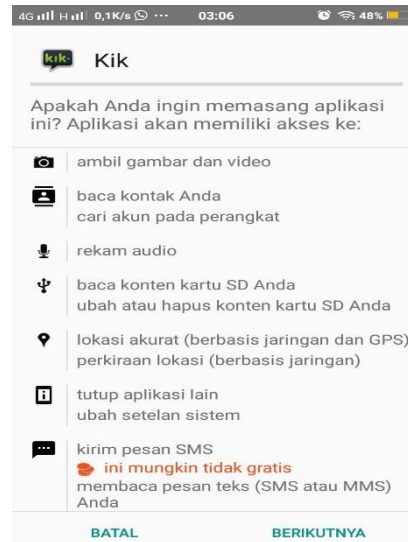 4G H 0,1K/s ... 03:06 48%
kik.
Kik
Apakah Anda ingin memasang aplikasi
ini? Aplikasi akan memiliki akses ke:
ambil gambar dan video
baca kontak Anda
cari akun pada perangkat
rekam audio
baca konten kartu SD Anda
ubah atau hapus konten kartu SD Anda
lokasi akurat (berbasis jaringan dan GPS)
perkiraan lokasi (berbasis jaringan)
tutup aplikasi lain
ubah setelan sistem
kirim pesan SMS
ini mungkin tidak gratis
membaca pesan teks (SMS atau MMS)
Anda
BATAL BERIKUTNYA